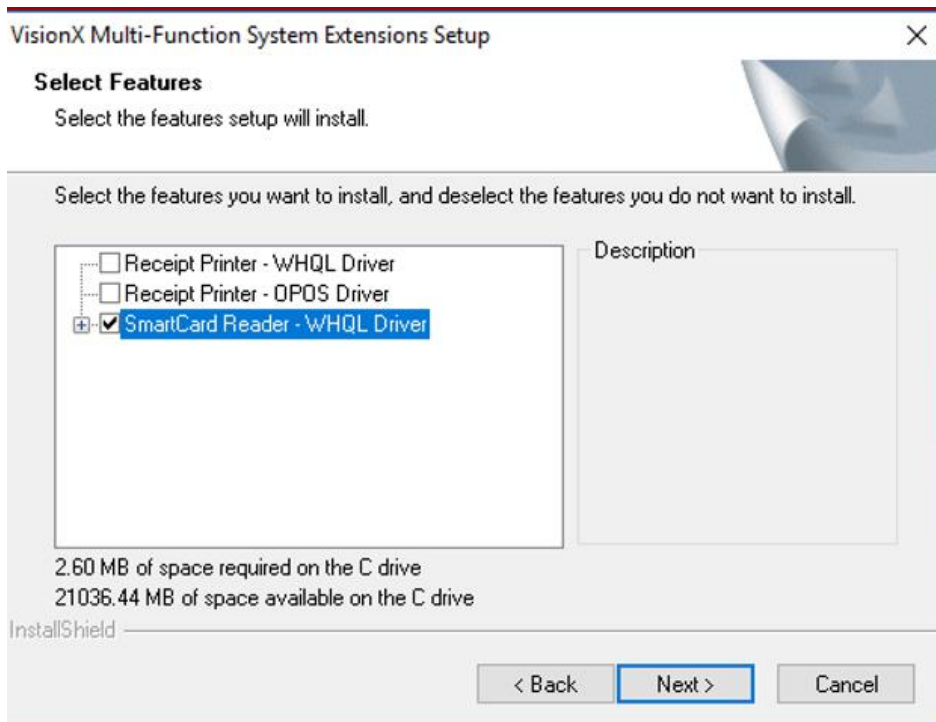 VisionX Multi-Function System Extensions Setup
Select Features
Select the features setup will install.
Select the features you want to install, and deselect the features you do not want to install.
Description
Receipt Printer - WHQL Driver
Receipt Printer - OPOS Driver
SmartCard Reader - WHQL Driver
2.60 MB of space required on the C drive
21036.44 MB of space available on the C drive
InstallShield
< Back
Next >
Cancel